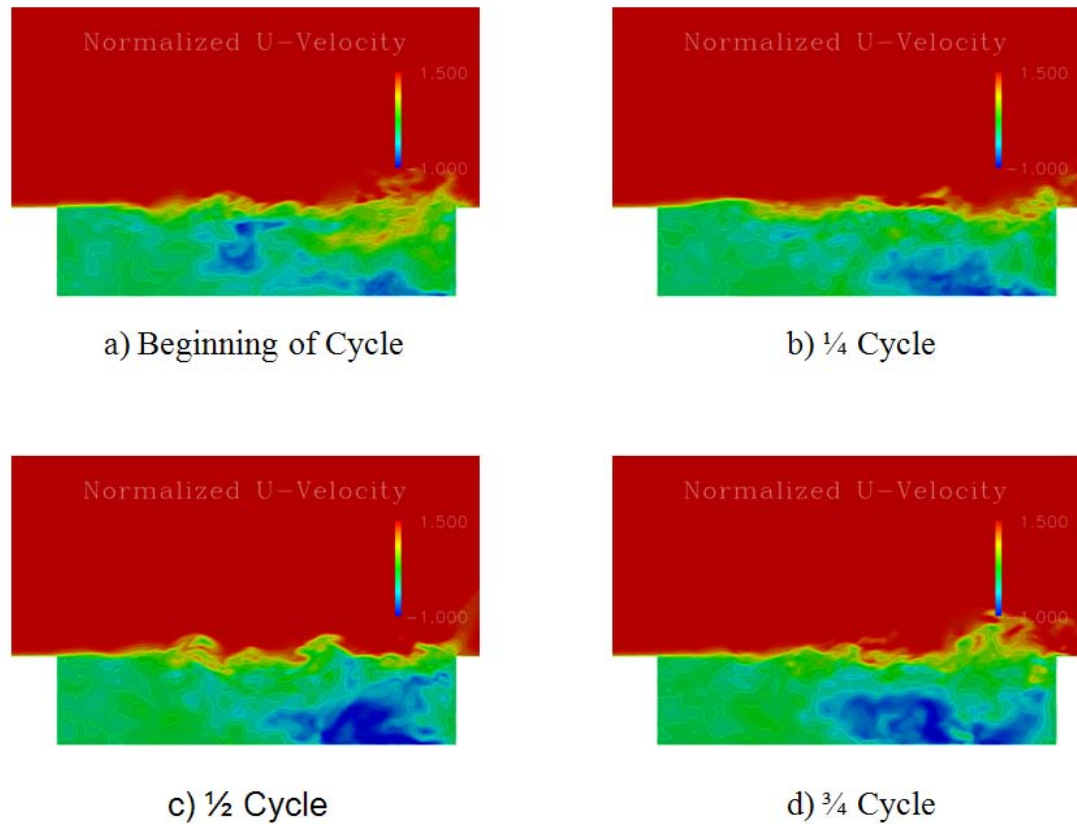 Normalized U-Velocity
1.500
-1.000
a) Beginning of Cycle
Normalized U-Velocity
1.500
-1.000
b) ¼ Cycle
Normalized U-Velocity
1.500
-1.000
c) ½ Cycle
Normalized U-Velocity
1.500
-1.000
d) ¾ Cycle